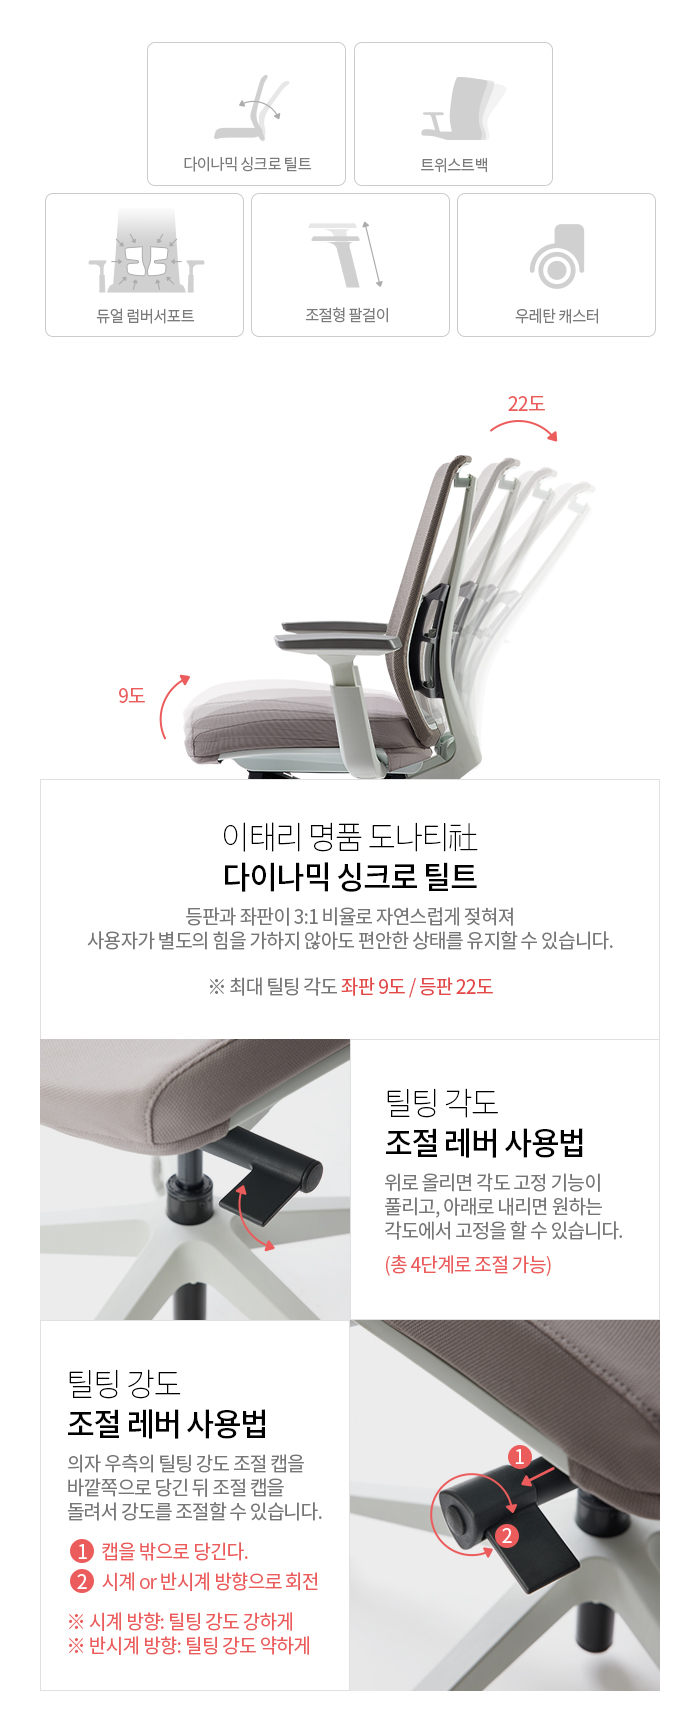 다이나믹 싱크로 틸트
트위스트백
듀얼 럼버서포트
조절형 팔걸이
우레탄 캐스터
22도
9도
이태리 명품 도나티社
다이나믹 싱크로 틸트
등판과 좌판이 3:1 비율로 자연스럽게 젖혀져
사용자가 별도의 힘을 가하지 않아도 편안한 상태를 유지할 수 있습니다.
※ 최대 틸팅 각도 좌판 9도 / 등판 22도
틸팅 각도
조절 레버 사용법
위로 올리면 각도 고정 기능이
풀리고, 아래로 내리면 원하는
각도에서 고정을 할 수 있습니다.
(총 4단계로 조절 가능)
틸팅 강도
조절 레버 사용법
의자 우측의 틸팅 강도 조절 캡을
바깥쪽으로 당긴 뒤 조절 캡을
돌려서 강도를 조절할 수 있습니다.
1 캡을 밖으로 당긴다.
2 시계 or 반시계 방향으로 회전
※ 시계 방향: 틸팅 강도 강하게
※ 반시계 방향: 틸팅 강도 약하게
1
2